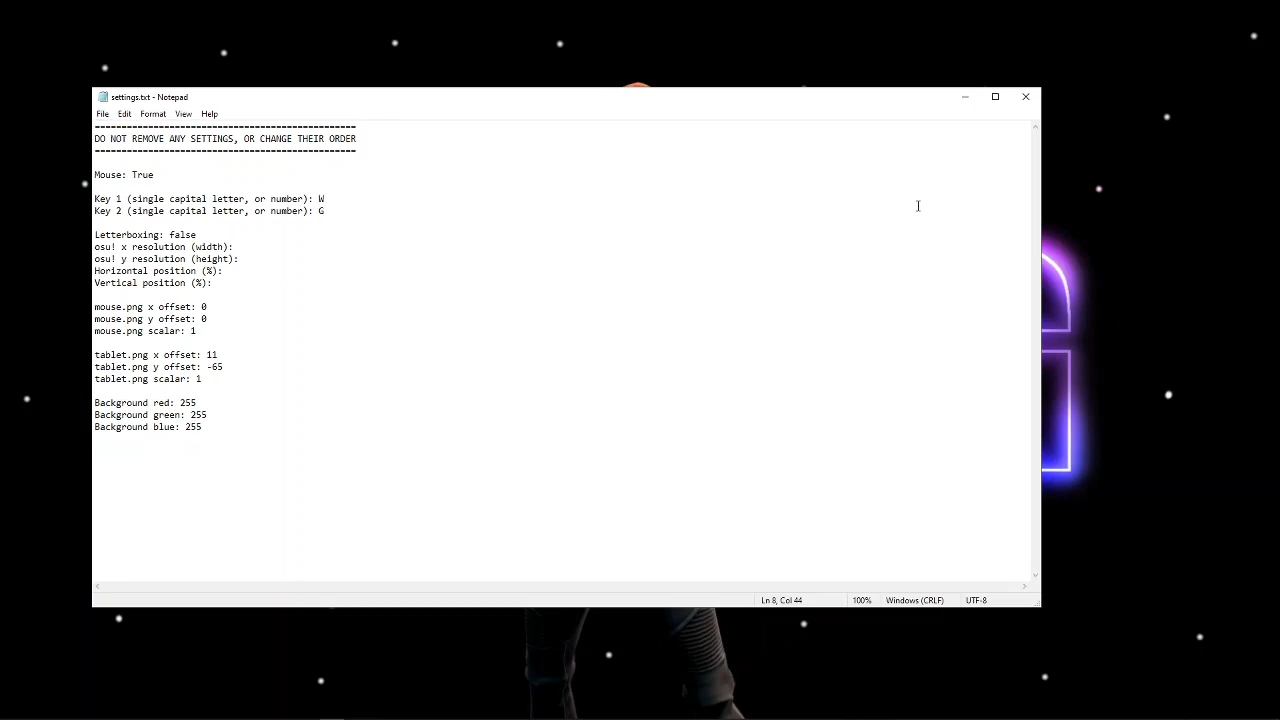 settings.txt - Notepad
File Edit Format View Help
=================================================
DO NOT REMOVE ANY SETTINGS, OR CHANGE THEIR ORDER
=================================================
Mouse: True
Key 1 (single capital letter, or number): W
Key 2 (single capital letter, or number): G
Letterboxing: false
osu! x resolution (width):
osu! y resolution (height):
Horizontal position (%):
Vertical position (%):
mouse.png x offset: 0
mouse.png y offset: 0
mouse.png scalar: 1
tablet.png x offset: 11
tablet.png y offset: -65
tablet.png scalar: 1
Background red: 255
Background green: 255
Background blue: 255
Ln 8, Col 44 100% Windows (CRLF) UTF-8